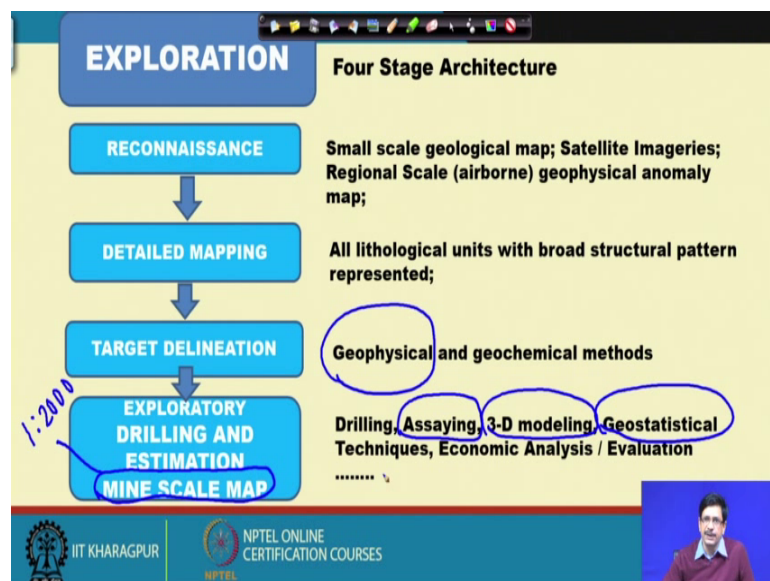 EXPLORATION
Four Stage Architecture
RECONNAISSANCE
Small scale geological map; Satellite Imageries;
Regional Scale (airborne) geophysical anomaly
map;
DETAILED MAPPING
All lithological units with broad structural pattern
represented;
TARGET DELINEATION
Geophysical and geochemical methods
1:2000
EXPLORATORY
DRILLING AND
ESTIMATION
MINE SCALE MAP
Drilling, Assaying, 3-D modeling, Geostatistical
Techniques, Economic Analysis / Evaluation
........
IIT KHARAGPUR
NPTEL
NPTEL ONLINE
CERTIFICATION COURSES